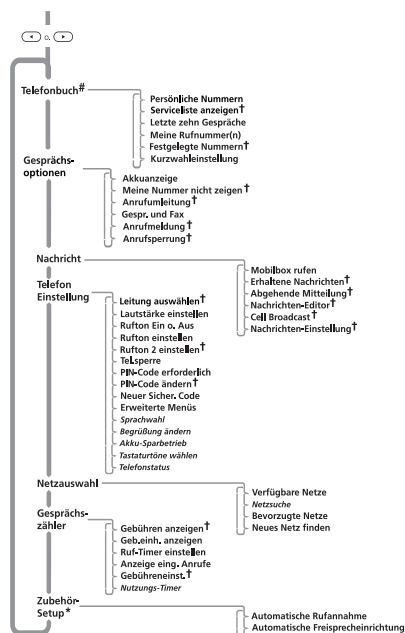 o.
Telefonbuch#
Persönliche Nummern
Serviceliste anzeigen†
Letzte zehn Gespräche
Meine Rufnummer(n)
Festgelegte Nummern†
Kurzwahleinstellung
Gesprächs-
optionen
Akkuanzeige
Meine Nummer nicht zeigen†
Anrufumleitung†
Gespr. und Fax
Anrufmeldung†
Anrufsperrung†
Nachricht
Mobilbox rufen
Erhaltene Nachrichten†
Abgehende Mitteilung†
Nachrichten-Editor†
Cell Broadcast†
Nachrichten-Einstellung†
Telefon
Einstellung
Leitung auswählen†
Lautstärke einstellen
Rufton Ein o. Aus
Rufton einstellen
Rufton 2 einstellen†
Tel.sperre
PIN-Code erforderlich
PIN-Code ändern†
Neuer Sicher. Code
Erweiterte Menüs
Sprachwahl
Begrüßung ändern
Akku-Sparbetrieb
Tastaturtöne wählen
Telefonstatus
Netzauswahl
Verfügbare Netze
Netzsuche
Bevorzugte Netze
Neues Netz finden
Gesprächs-
zähler
Gebühren anzeigen†
Geb.einh. anzeigen
Ruf-Timer einstellen
Anzeige eing. Anrufe
Gebühreneinst.†
Nutzungs-Timer
Zubehör-
Setup*
Automatische Rufannahme
Automatische Freisprecheinrichtung